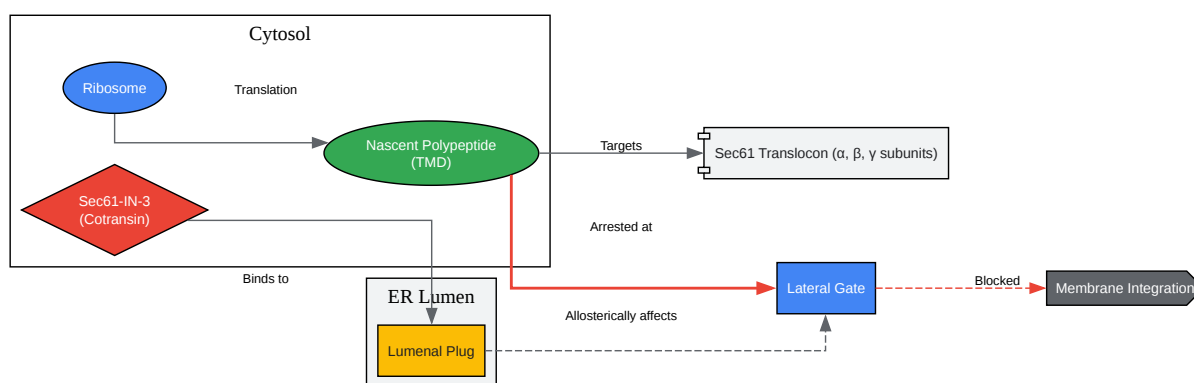 Cytosol
Ribosome
Translation
Nascent Polypeptide
(TMD)
Targets
Sec61 Translocon (α, β, γ subunits)
Sec61-IN-3
(Cotransin)
Arrested at
Binds to
ER Lumen
Lateral Gate
Blocked
Membrane Integration
Allosterically affects
Lumenal Plug